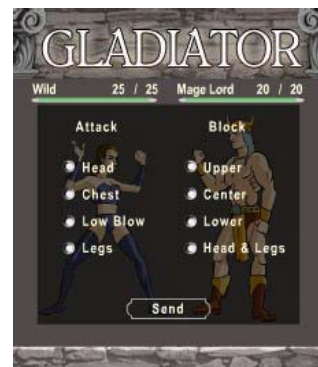 GLADIATOR
Wild 25 / 25 Mage Lord 20 / 20
Attack Block
Head Upper
Chest Center
Low Blow Lower
Legs Head & Legs
Send